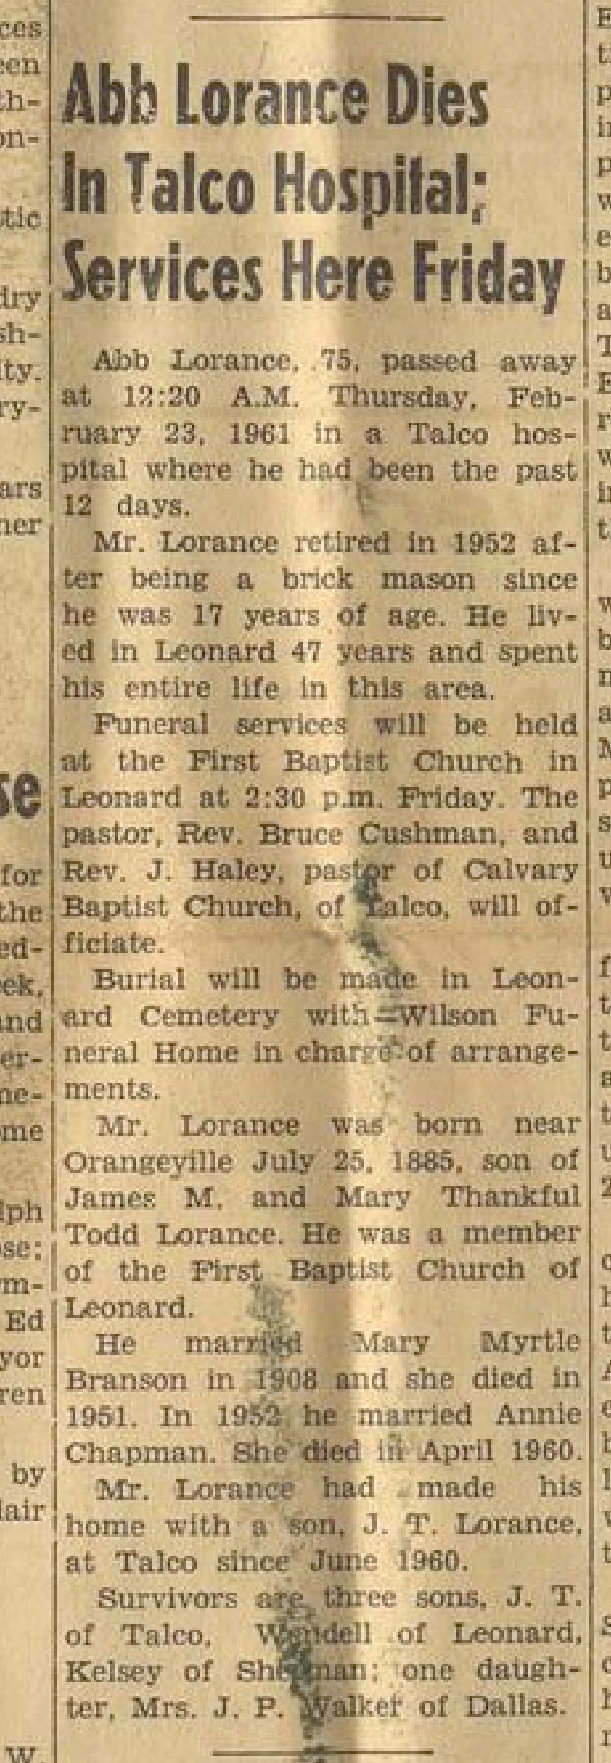 Abb Lorance Dies
In Talco Hospital;
Services Here Friday
Abb Lorance, 75, passed away
at 12:20 A.M. Thursday, Feb-
ruary 23, 1961 in a Talco hos-
pital where he had been the past
12 days.
Mr. Lorance retired in 1952 af-
ter being a brick mason since
he was 17 years of age. He liv-
ed in Leonard 47 years and spent
his entire life in this area.
Funeral services will be held
at the First Baptist Church in
Leonard at 2:30 p.m. Friday. The
pastor, Rev. Bruce Cushman, and
Rev. J. Haley, pastor of Calvary
Baptist Church, of Talco, will of-
ficiate.
Burial will be made in Leon-
ard Cemetery with Wilson Fu-
neral Home in charge of arrange-
ments.
Mr. Lorance was born near
Orangeyille July 25, 1885, son of
James M. and Mary Thankful
Todd Lorance. He was a member
of the First Baptist Church of
Leonard.
He married Mary Myrtle
Branson in 1908 and she died in
1951. In 1952 he married Annie
Chapman. She died in April 1960.
Mr. Lorance had made his
home with a son, J. T. Lorance,
at Talco since June 1960.
Survivors are three sons, J. T.
of Talco, Wendell of Leonard,
Kelsey of Sherman; one daugh-
ter, Mrs. J. P. Walker of Dallas.